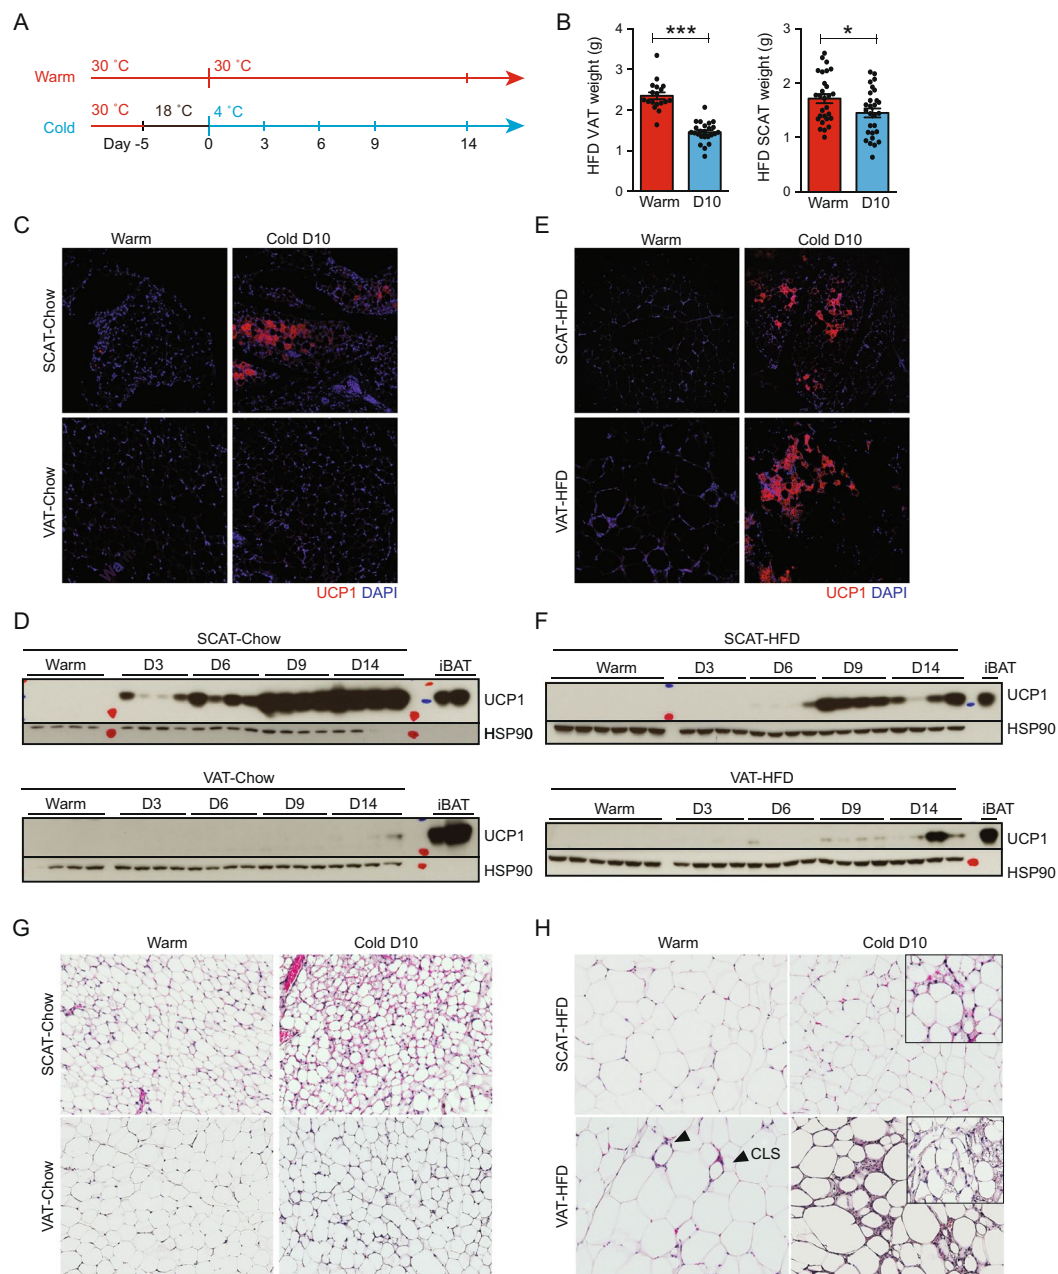 A
Warm
30 °C
30 °C
Cold
30 °C
18 °C
4 °C
Day -5
0
3
6
9
14
B
HFD VAT weight (g)
4
3
2
1
0
***
Warm
D10
HFD SCAT weight (g)
3
2
1
0
*
Warm
D10
C
Warm
Cold D10
SCAT-Chow
VAT-Chow
UCP1 DAPI
E
Warm
Cold D10
SCAT-HFD
VAT-HFD
UCP1 DAPI
D
SCAT-Chow
Warm
D3
D6
D9
D14
iBAT
UCP1
HSP90
VAT-Chow
Warm
D3
D6
D9
D14
iBAT
UCP1
HSP90
F
SCAT-HFD
Warm
D3
D6
D9
D14
iBAT
UCP1
HSP90
VAT-HFD
Warm
D3
D6
D9
D14
iBAT
UCP1
HSP90
G
Warm
Cold D10
SCAT-Chow
VAT-Chow
H
Warm
Cold D10
SCAT-HFD
VAT-HFD
CLS